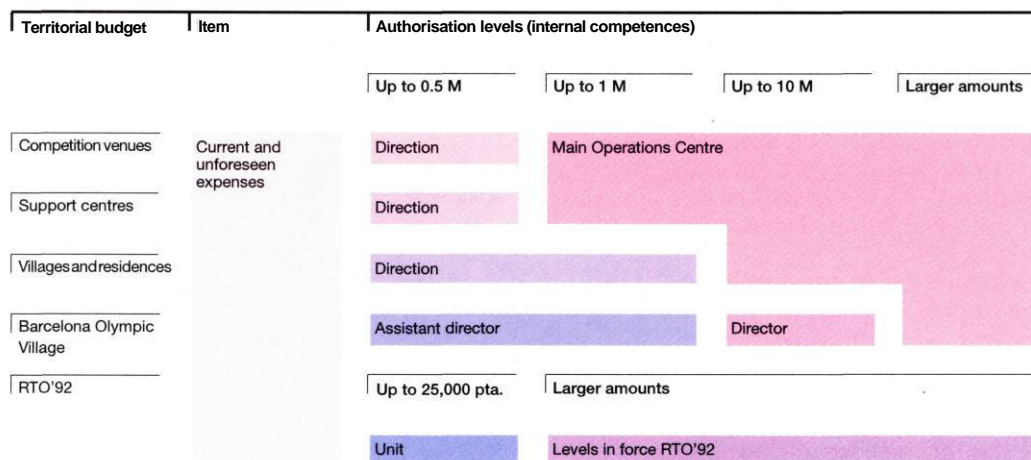 Territorial budget Item Authorisation levels (internal competences)
Up to 0.5 M Up to 1 M Up to 10 M Larger amounts
Competition venues Current and unforeseen expenses Direction Main Operations Centre
Support centres Direction
Villages and residences Direction
Barcelona Olympic Village Assistant director Director
RTO'92 Up to 25,000 pta. Larger amounts
Unit Levels in force RTO'92